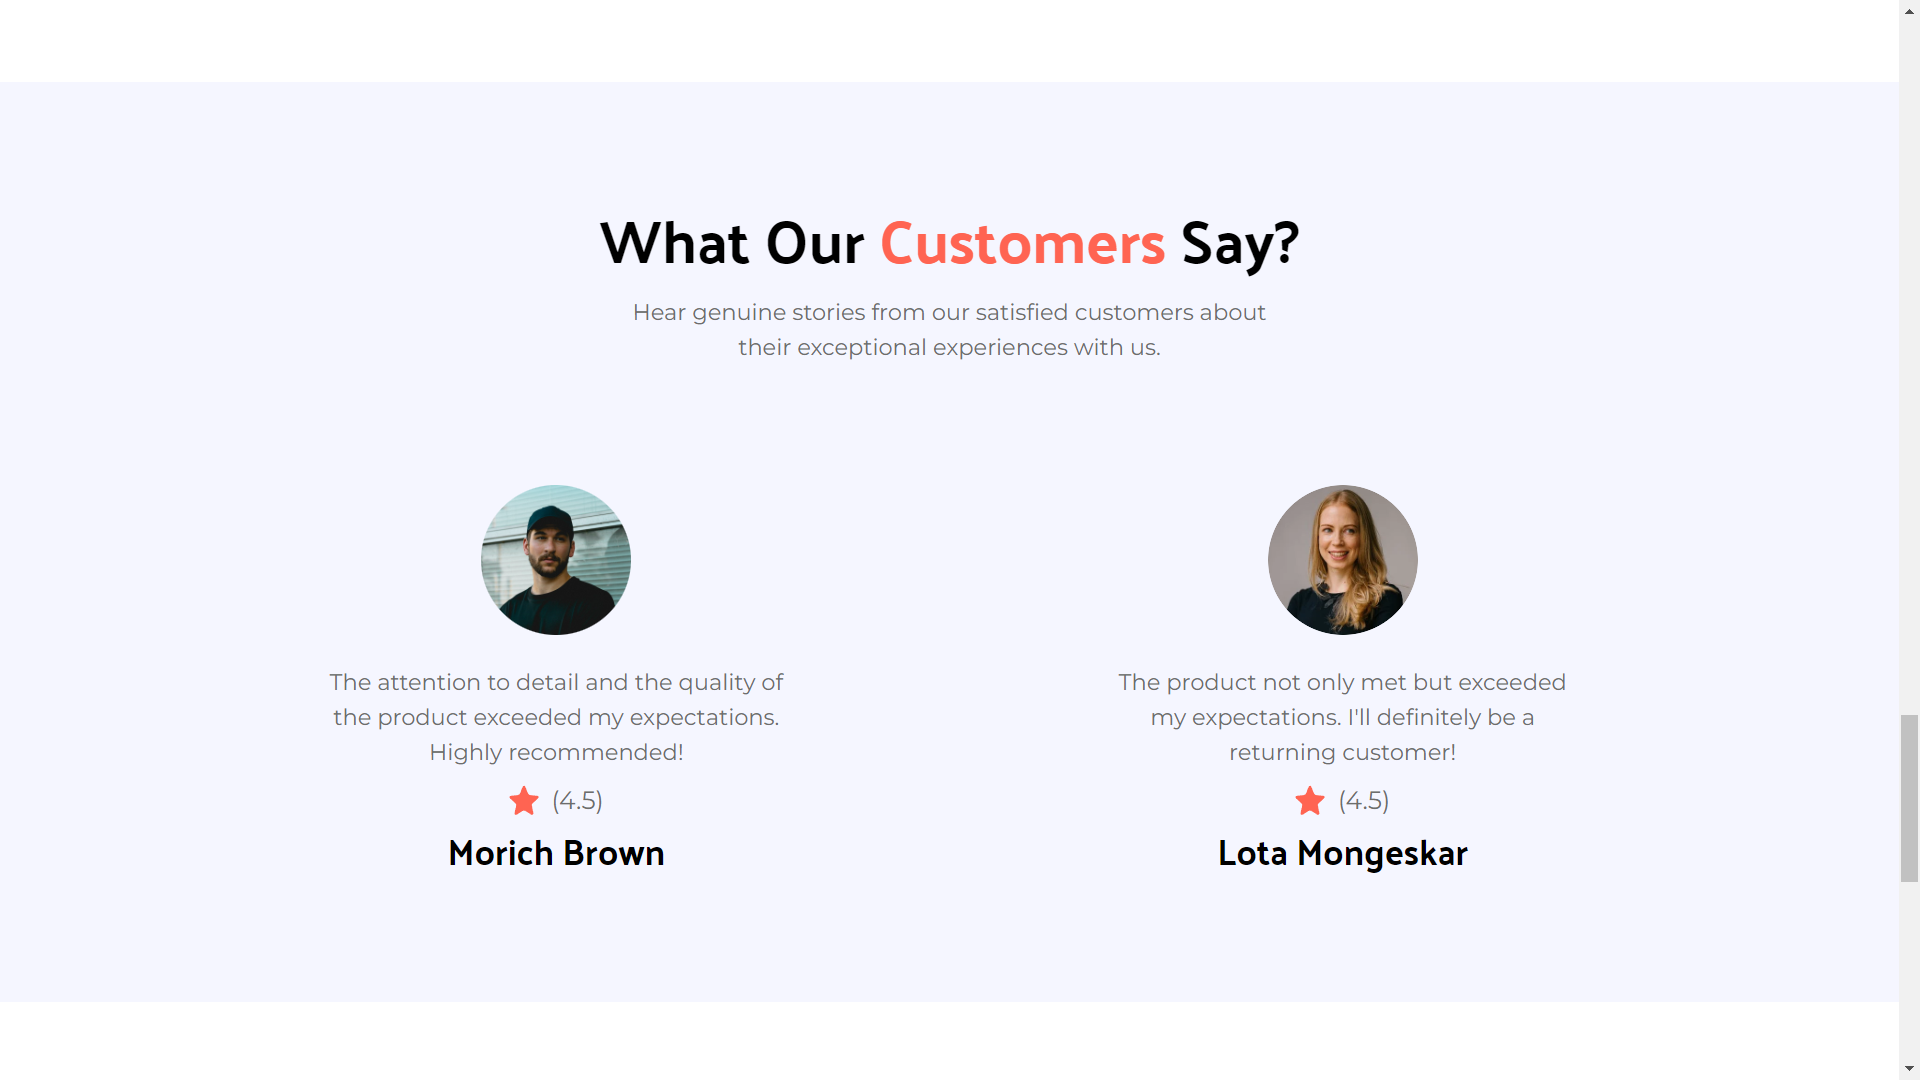 What Our Customers Say?
Hear genuine stories from our satisfied customers about
their exceptional experiences with us.
The attention to detail and the quality of
the product exceeded my expectations.
Highly recommended!
(4.5)
Morich Brown
The product not only met but exceeded
my expectations. I'll definitely be a
returning customer!
(4.5)
Lota Mongeskar